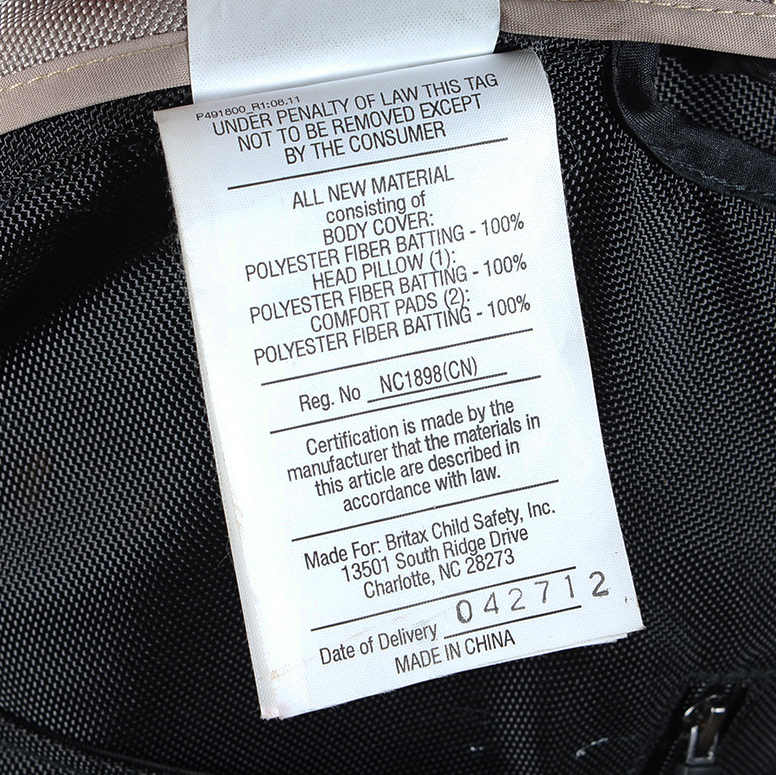 P491800_R1:08.11
UNDER PENALTY OF LAW THIS TAG
NOT TO BE REMOVED EXCEPT
BY THE CONSUMER
ALL NEW MATERIAL
consisting of
BODY COVER:
POLYESTER FIBER BATTING - 100%
HEAD PILLOW (1):
POLYESTER FIBER BATTING - 100%
COMFORT PADS (2):
POLYESTER FIBER BATTING - 100%
Reg. No NC1898(CN)
Certification is made by the
manufacturer that the materials in
this article are described in
accordance with law.
Made For: Britax Child Safety, Inc.
13501 South Ridge Drive
Charlotte, NC 28273
Date of Delivery 042712
MADE IN CHINA